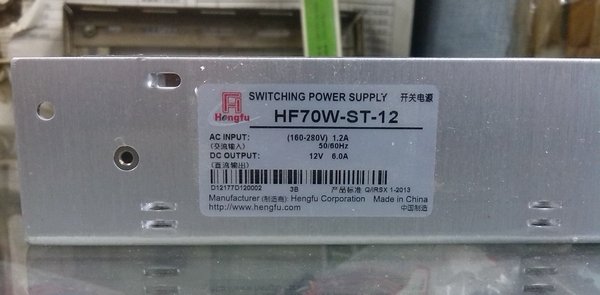 SWITCHING POWER SUPPLY 开关电源
Hengfu
HF70W-ST-12
AC INPUT: (160-280V) 1.2A
(交流输入) 50/60Hz
DC OUTPUT: 12V 6.0A
(直流输出)
D12177D120002 3B 产品标准 Q/IRSX 1-2013
Manufacturer (制造商) Hengfu Corporation Made in China
http://www.hengfu.com 中国制造